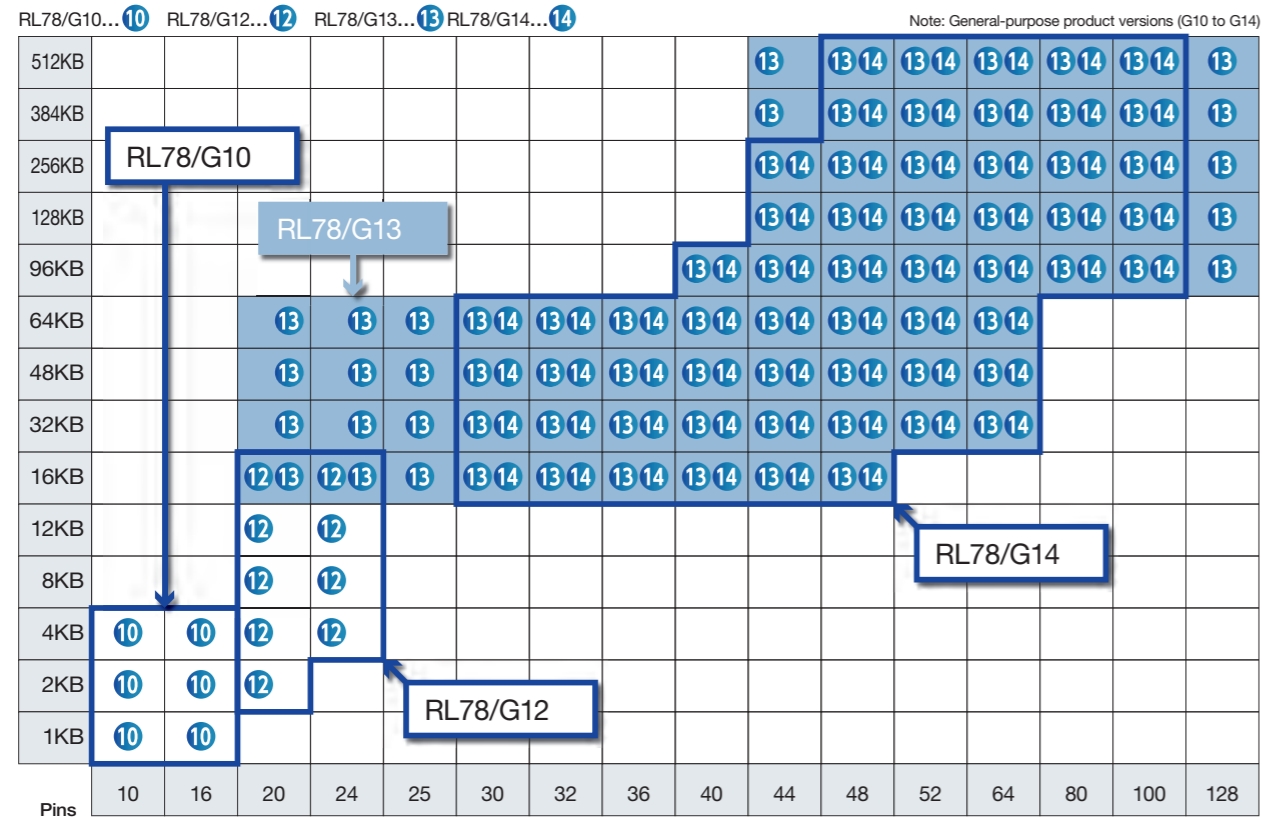 RL78/G10...10 RL78/G12...12 RL78/G13...13 RL78/G14...14 Note: General-purpose product versions (G10 to G14)
512KB 13 13 14 13 14 13 14 13 14 13 14 13
384KB 13 13 14 13 14 13 14 13 14 13 14 13
RL78/G10
256KB 13 14 13 14 13 14 13 14 13 14 13 14 13
128KB 13 14 13 14 13 14 13 14 13 14 13 14 13
RL78/G13
96KB 13 14 13 14 13 14 13 14 13 14 13 14 13 14 13
64KB 13 13 13 13 14 13 14 13 14 13 14 13 14 13 14 13 14 13 14
48KB 13 13 13 13 14 13 14 13 14 13 14 13 14 13 14 13 14 13 14
32KB 13 13 13 13 14 13 14 13 14 13 14 13 14 13 14 13 14 13 14
16KB 12 13 12 13 13 13 14 13 14 13 14 13 14 13 14 13 14
12KB 12 12
RL78/G14
8KB 12 12
4KB 10 10 12 12
2KB 10 10 12
RL78/G12
1KB 10 10
Pins 10 16 20 24 25 30 32 36 40 44 48 52 64 80 100 128